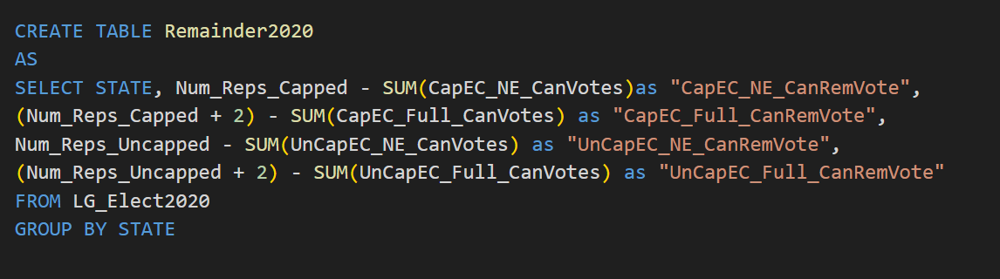 CREATE TABLE Remainder2020
AS
SELECT STATE, Num_Reps_Capped - SUM(CapEC_NE_CanVotes)as "CapEC_NE_CanRemVote",
(Num_Reps_Capped + 2) - SUM(CapEC_Full_CanVotes) as "CapEC_Full_CanRemVote",
Num_Reps_Uncapped - SUM(UnCapEC_NE_CanVotes) as "UnCapEC_NE_CanRemVote",
(Num_Reps_Uncapped + 2) - SUM(UnCapEC_Full_CanVotes) as "UnCapEC_Full_CanRemVote"
FROM LG_Elect2020
GROUP BY STATE